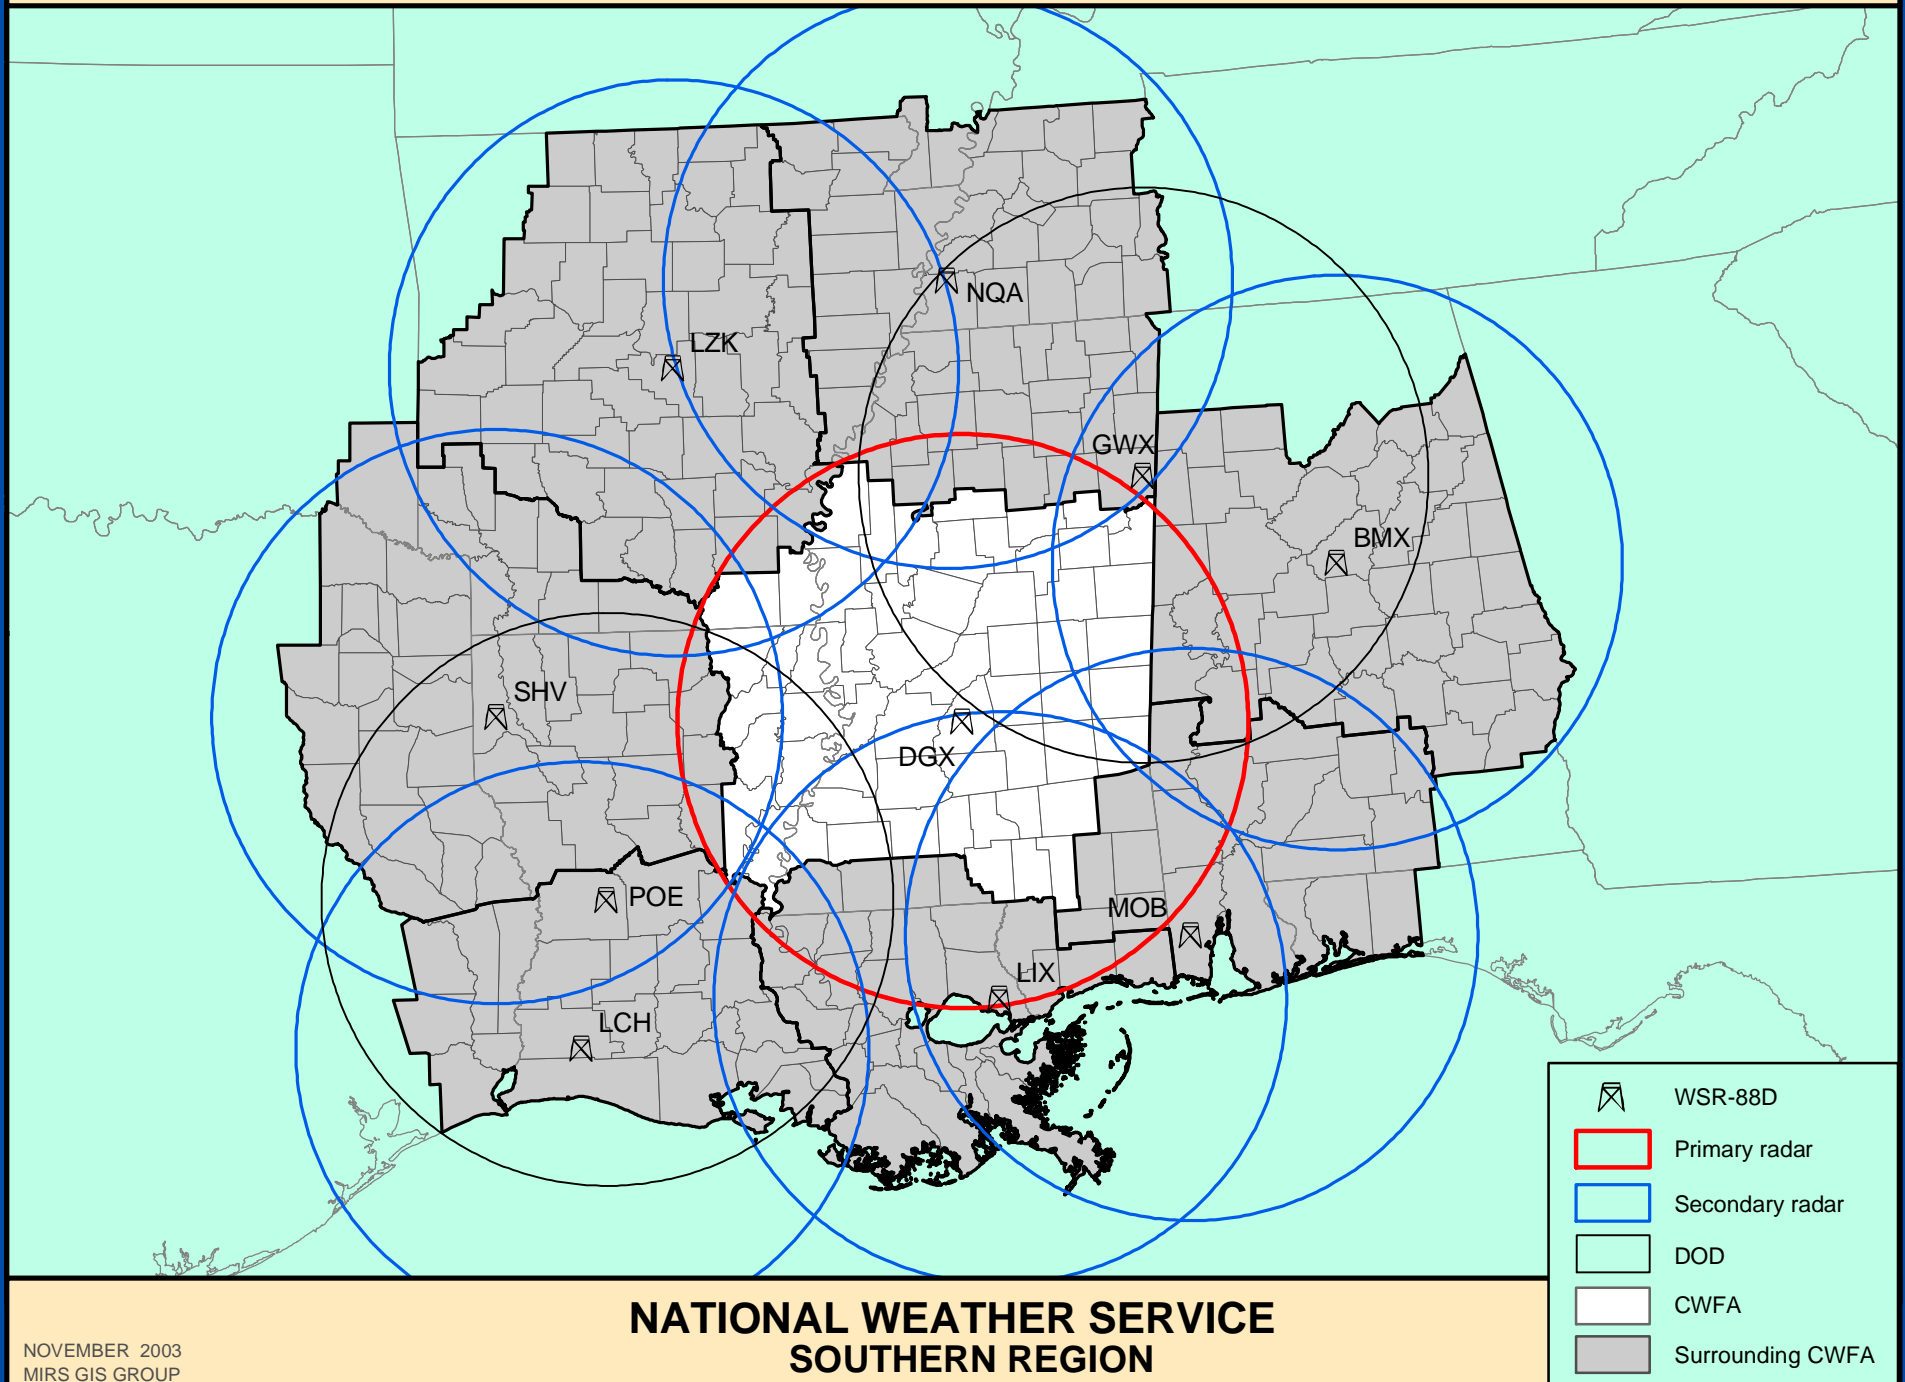 NQA
LZK
GWX
BMX
SHV
DGX
POE
MOB
LIX
LCH
WSR-88D
Primary radar
Secondary radar
DOD
CWFA
Surrounding CWFA
NATIONAL WEATHER SERVICE
SOUTHERN REGION
NOVEMBER 2003
MIRS GIS GROUP